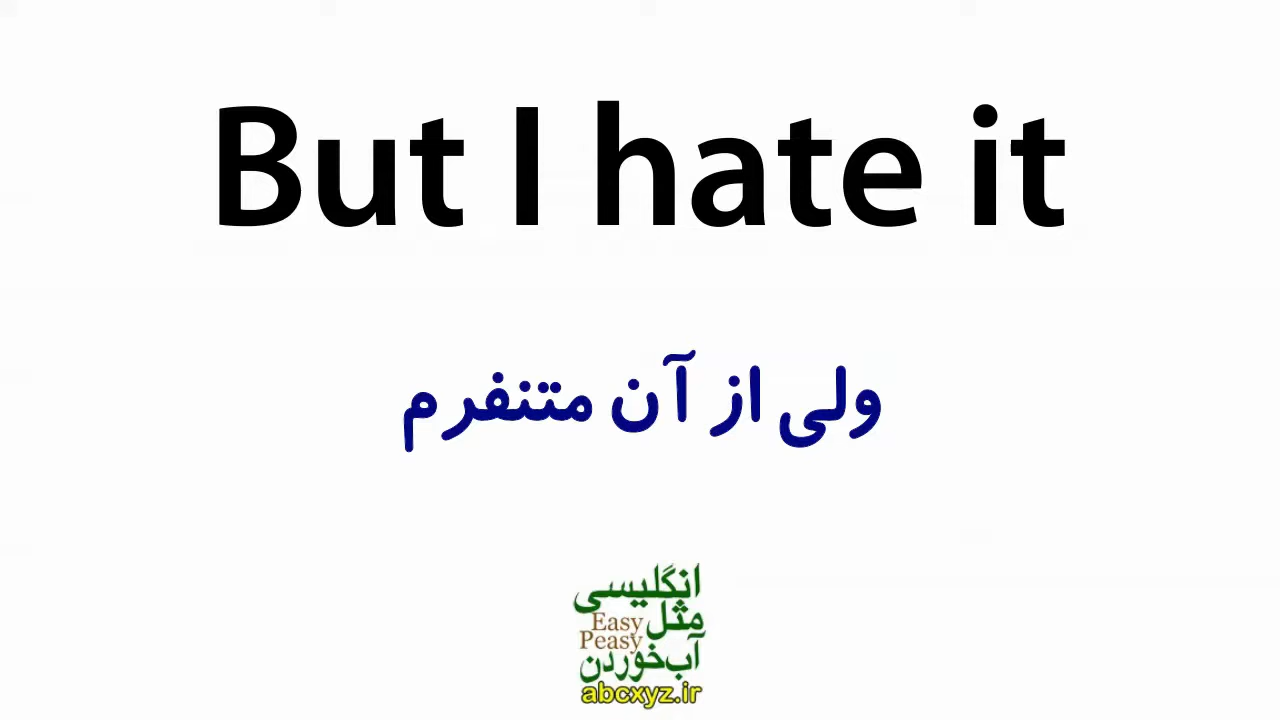 But I hate it
ولی از آن متنفرم
انگلیسی
مثل
Easy
Peasy
آب‌خوردن
abcxyz.ir